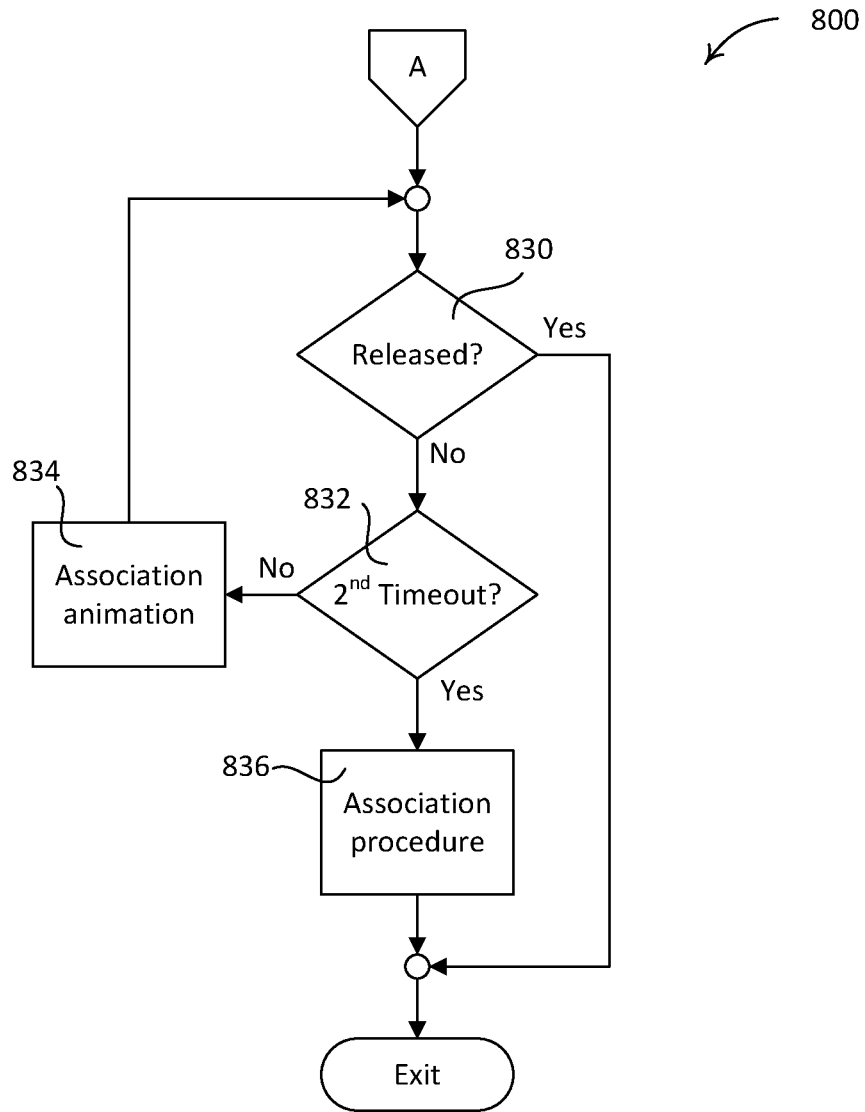 800
A
830
Yes
Released?
No
834
832
Association
animation
No
2nd Timeout?
Yes
836
Association
procedure
Exit